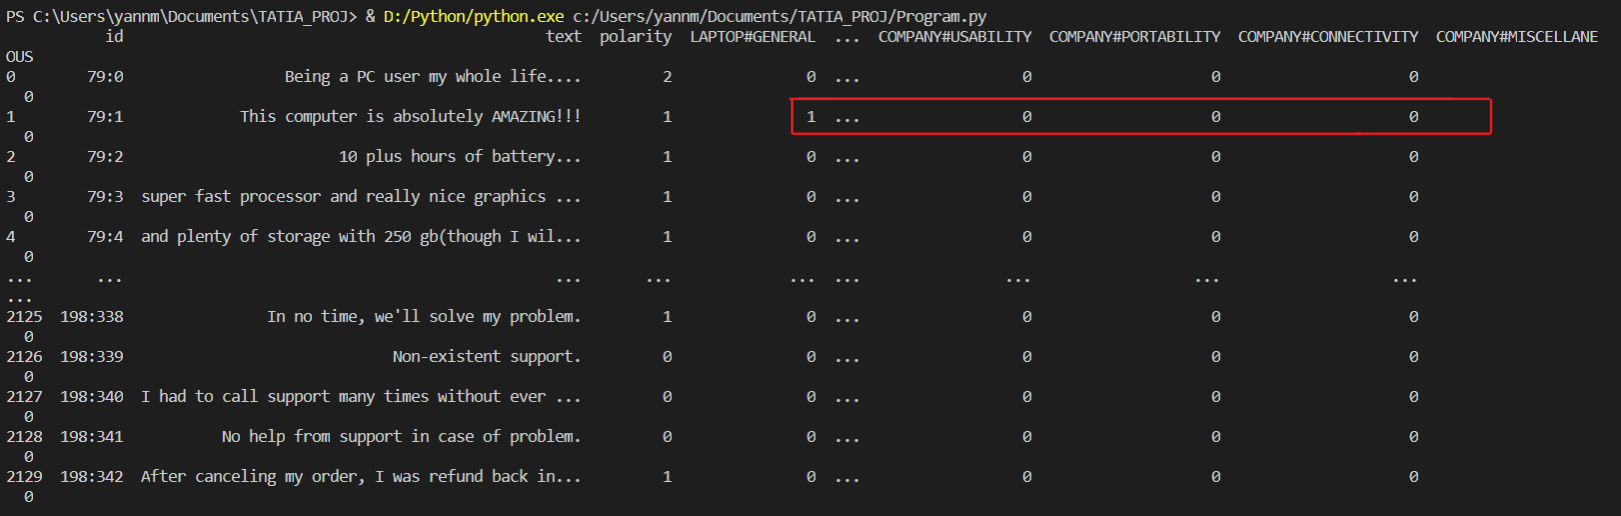 PS C:\Users\yannm\Documents\TATIA_PROJ> & D:/Python/python.exe c:/Users/yannm/Documents/TATIA_PROJ/Program.py
id text polarity LAPTOP#GENERAL ... COMPANY#USABILITY COMPANY#PORTABILITY COMPANY#CONNECTIVITY COMPANY#MISCELLANE
OUS
0 79:0 Being a PC user my whole life.... 2 0 ... 0 0 0
0
1 79:1 This computer is absolutely AMAZING!!! 1 1 ... 0 0 0
0
2 79:2 10 plus hours of battery... 1 0 ... 0 0 0
0
3 79:3 super fast processor and really nice graphics ... 1 0 ... 0 0 0
0
4 79:4 and plenty of storage with 250 gb(though I wil... 1 0 ... 0 0 0
0
... ... ... ... ... ... ... ... ...
...
2125 198:338 In no time, we'll solve my problem. 1 0 ... 0 0 0
0
2126 198:339 Non-existent support. 0 0 ... 0 0 0
0
2127 198:340 I had to call support many times without ever ... 0 0 ... 0 0 0
0
2128 198:341 No help from support in case of problem. 0 0 ... 0 0 0
0
2129 198:342 After canceling my order, I was refund back in... 1 0 ... 0 0 0
0